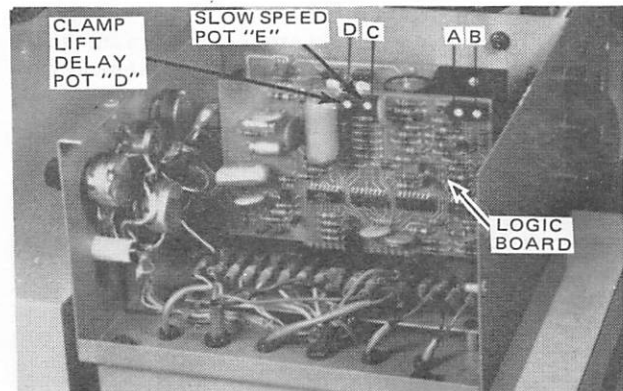 CLAMP
LIFT
DELAY
POT "D"
SLOW SPEED
POT "E"
D C
A B
LOGIC
BOARD